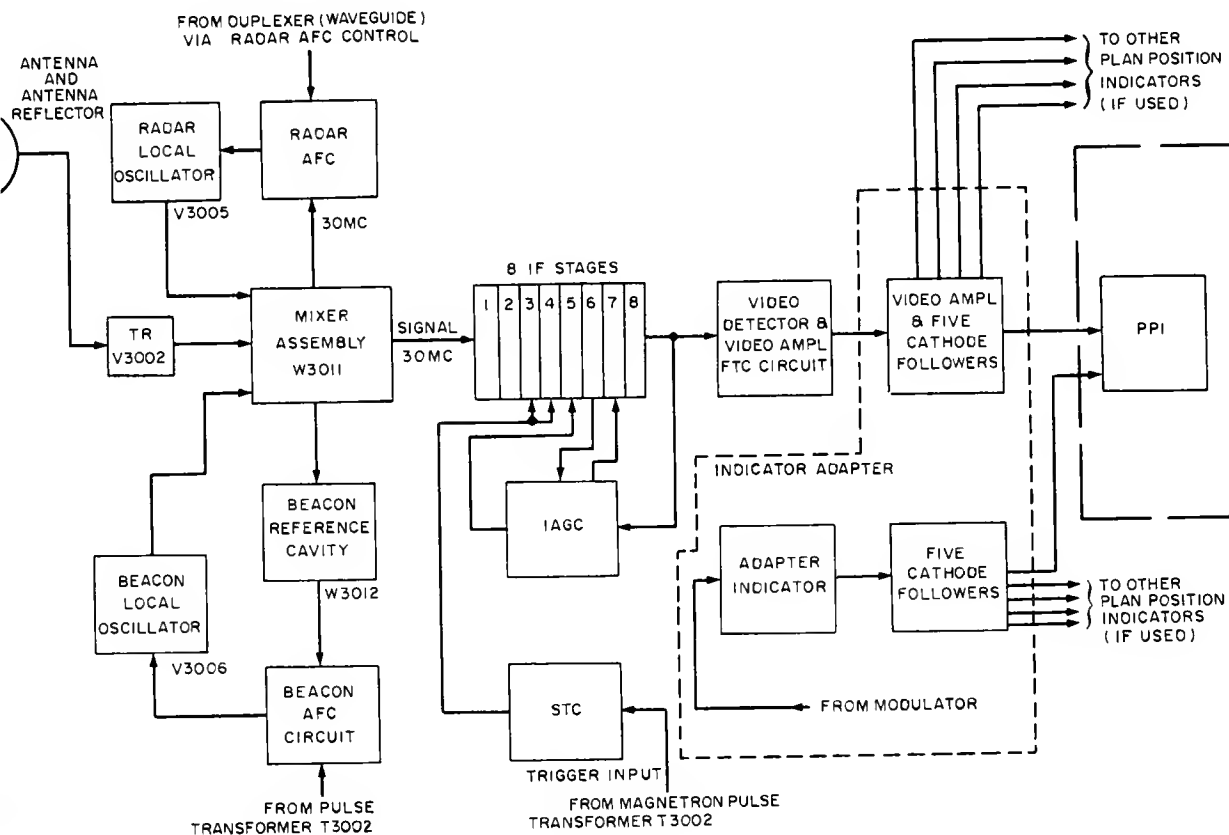 FROM DUPLEXER (WAVEGUIDE)
VIA RADAR AFC CONTROL
ANTENNA
AND
ANTENNA
REFLECTOR
RADAR
LOCAL
OSCILLATOR
V3005
RADAR
AFC
30MC
TO OTHER
PLAN POSITION
INDICATORS
(IF USED)
TR
V3002
MIXER
ASSEMBLY
W3011
SIGNAL
30MC
8 IF STAGES
1 2 3 4 5 6 7 8
VIDEO
DETECTOR &
VIDEO AMPL
FTC CIRCUIT
VIDEO AMPL
& FIVE
CATHODE
FOLLOWERS
PPI
INDICATOR ADAPTER
BEACON
REFERENCE
CAVITY
W3012
IAGC
BEACON
LOCAL
OSCILLATOR
V3006
ADAPTER
INDICATOR
FIVE
CATHODE
FOLLOWERS
TO OTHER
PLAN POSITION
INDICATORS
(IF USED)
BEACON
AFC
CIRCUIT
STC
FROM MODULATOR
TRIGGER INPUT
FROM PULSE
TRANSFORMER T3002
FROM MAGNETRON PULSE
TRANSFORMER T3002